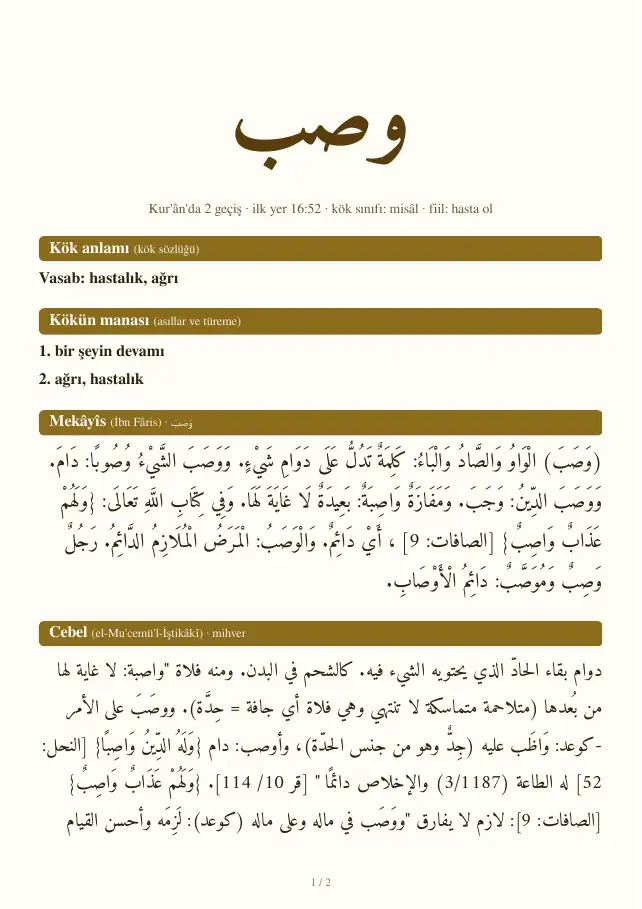 وصب
Kur'ân'da 2 geçiş · ilk yer 16:52 · kök sınıfı: misâl · fiil: hasta ol
Kök anlamı (kök sözlüğü)
Vasab: hastalık, ağrı
Kökün manası (asıllar ve türeme)
1. bir şeyin devamı
2. ağrı, hastalık
Mekâyîs (İbn Fâris) · وَصَبَ
(وَصَبَ) الْوَاوُ وَالصَّادُ وَالْبَاءُ: كَلِمَةٌ تَدُلُّ عَلَى دَوَامِ شَيْءٍ. وَوَصَبَ الشَّيْءُ وُصُوبًا: دَامَ.
وَوَصَبَ الدِّينُ: وَجَبَ. وَمَفَازَةٌ وَاصِبَةٌ: بَعِيدَةٌ لَا غَايَةَ لَهَا. وَفِي كِتَابِ اللَّهِ تَعَالَى: {وَلَهُمْ
عَذَابٌ وَاصِبٌ} [الصافات: 9] ، أَيْ دَائِمٌ. وَالْوَصَبُ: الْمَرَضُ الْمُلَازِمُ الدَّائِمُ. رَجُلٌ
وَصِبٌ وَمُوَصَّبٌ: دَائِمُ الْأَوْصَابِ.
Cebel (el-Mu'cemü'l-İştikâkî) · mihver
دوام بقاء الحادّ الذي يحتويه الشيء فيه. كالشحم في البدن. ومنه فلاة "واصبة: لا غاية لها
من بُعدها (متلاحمة متماسكة لا تنتهي وهي فلاة أي جافة = حِدَّة). ووصَبَ على الأمر
-كوعد: وَاظَب عليه (جِدٌّ وهو من جنس الحدّة)، وأوصب: دام {وَلَهُ الدِّينُ وَاصِبًا} [النحل:
52] له الطاعة (3/1187) والإخلاص دائمًا" [قر 10/ 114]. {وَلَهُمْ عَذَابٌ وَاصِبٌ}
[الصافات: 9]: لازم لا يفارق "ووَصَب في ماله وعلى ماله (كوعد): لَزِمَه وأحسن القيام
1 / 2